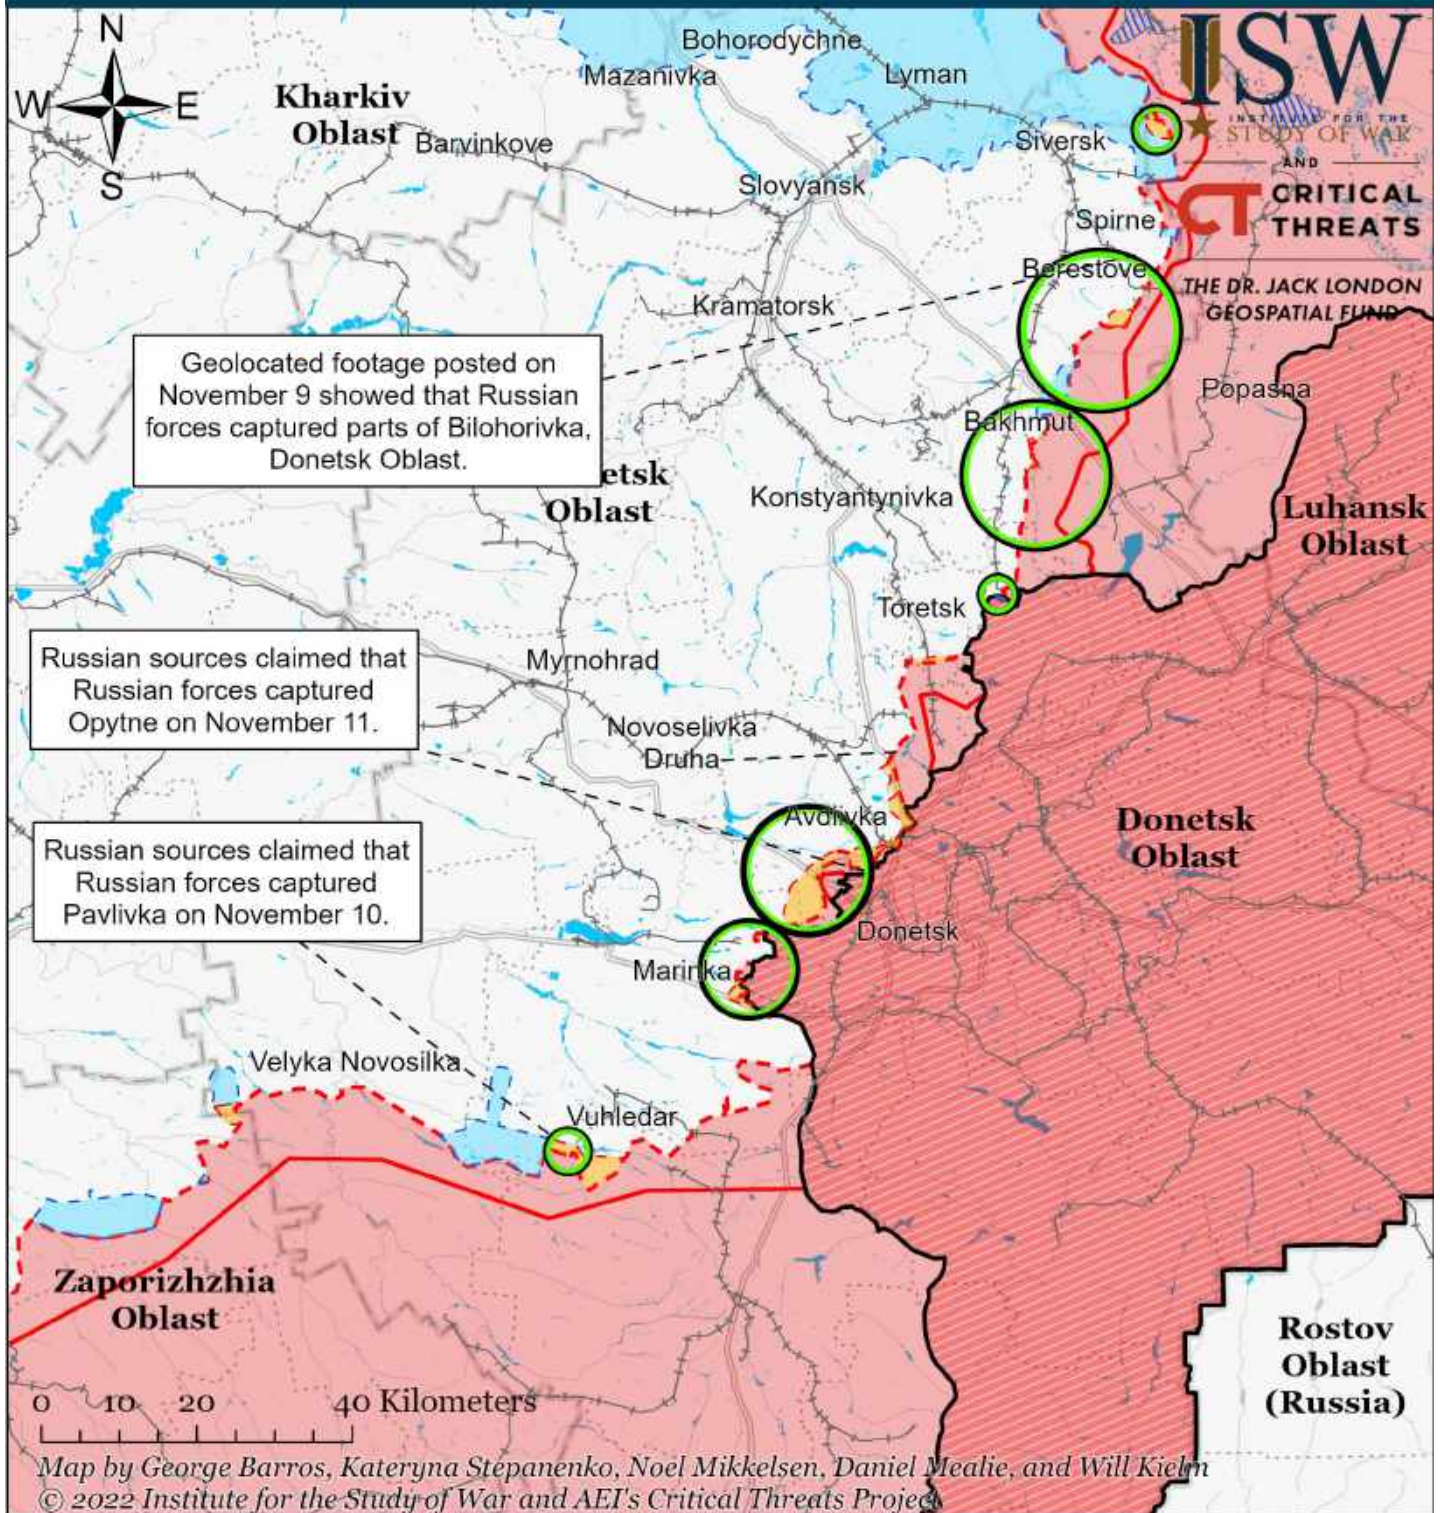 N
W
E
S
Kharkiv
Oblast
Bohorodychne
Mazanivka
Lyman
Barvinkove
Siversk
Slovyansk
Spirne
Berestove
Kramatorsk
ISW
INSTITUTE FOR THE
STUDY OF WAR
AND
CT CRITICAL
THREATS
THE DR. JACK LONDON
GEOSPATIAL FUND
Geolocated footage posted on
November 9 showed that Russian
forces captured parts of Bilohorivka,
Donetsk Oblast.
Popasna
Bakhmut
etsk
Oblast
Konstyantynivka
Luhansk
Oblast
Toretsk
Russian sources claimed that
Russian forces captured
Opytne on November 11.
Myrnohrad
Novoselivka
Druha
Avdiivka
Donetsk
Oblast
Russian sources claimed that
Russian forces captured
Pavlivka on November 10.
Donetsk
Marinka
Velyka Novosilka
Vuhledar
Zaporizhzhia
Oblast
Rostov
Oblast
(Russia)
0 10 20 40 Kilometers
Map by George Barros, Kateryna Stepanenko, Noel Mikkelsen, Daniel Mealie, and Will Kielm
© 2022 Institute for the Study of War and AEI's Critical Threats Project